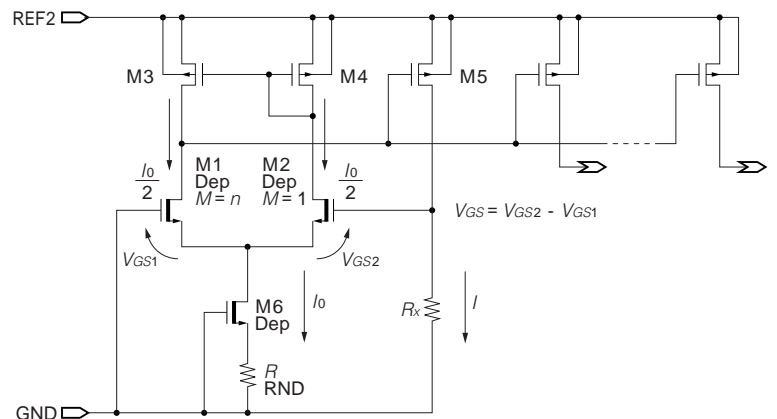 REF2
M3
M4
M5
I0/2
M1
Dep
M = n
M2
Dep
M = 1
I0/2
VGS = VGS2 - VGS1
VGS1
VGS2
M6
Dep
I0
Rx
I
R
RND
GND